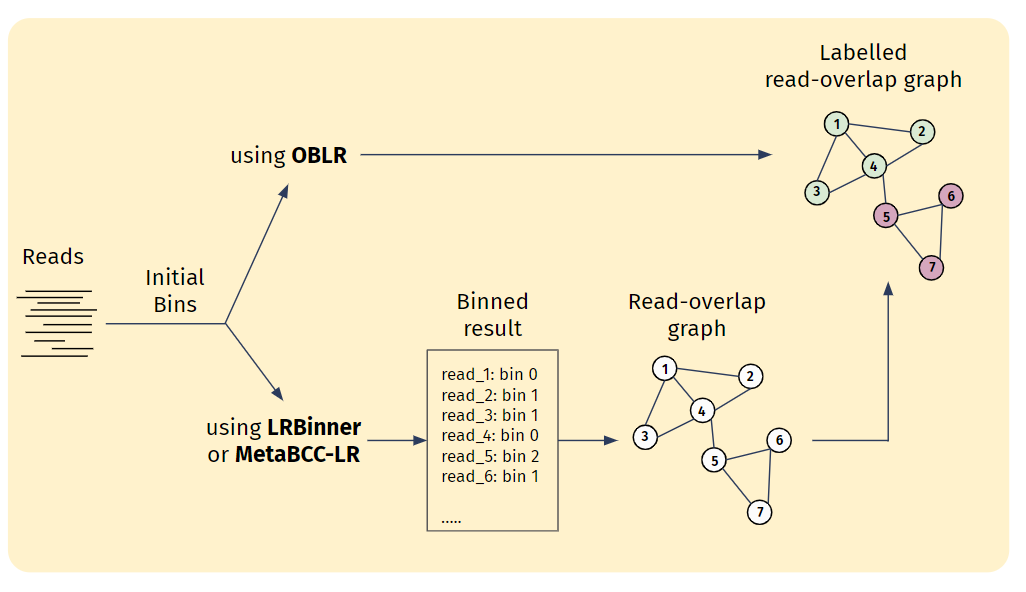 Labelled
read-overlap graph
1
2
4
3
6
5
7
using OBLR
Reads
Initial
Bins
using LRBinner
or MetaBCC-LR
Binned
result
read_1: bin 0
read_2: bin 1
read_3: bin 1
read_4: bin 0
read_5: bin 2
read_6: bin 1
.....
Read-overlap
graph
1
2
4
3
6
5
7